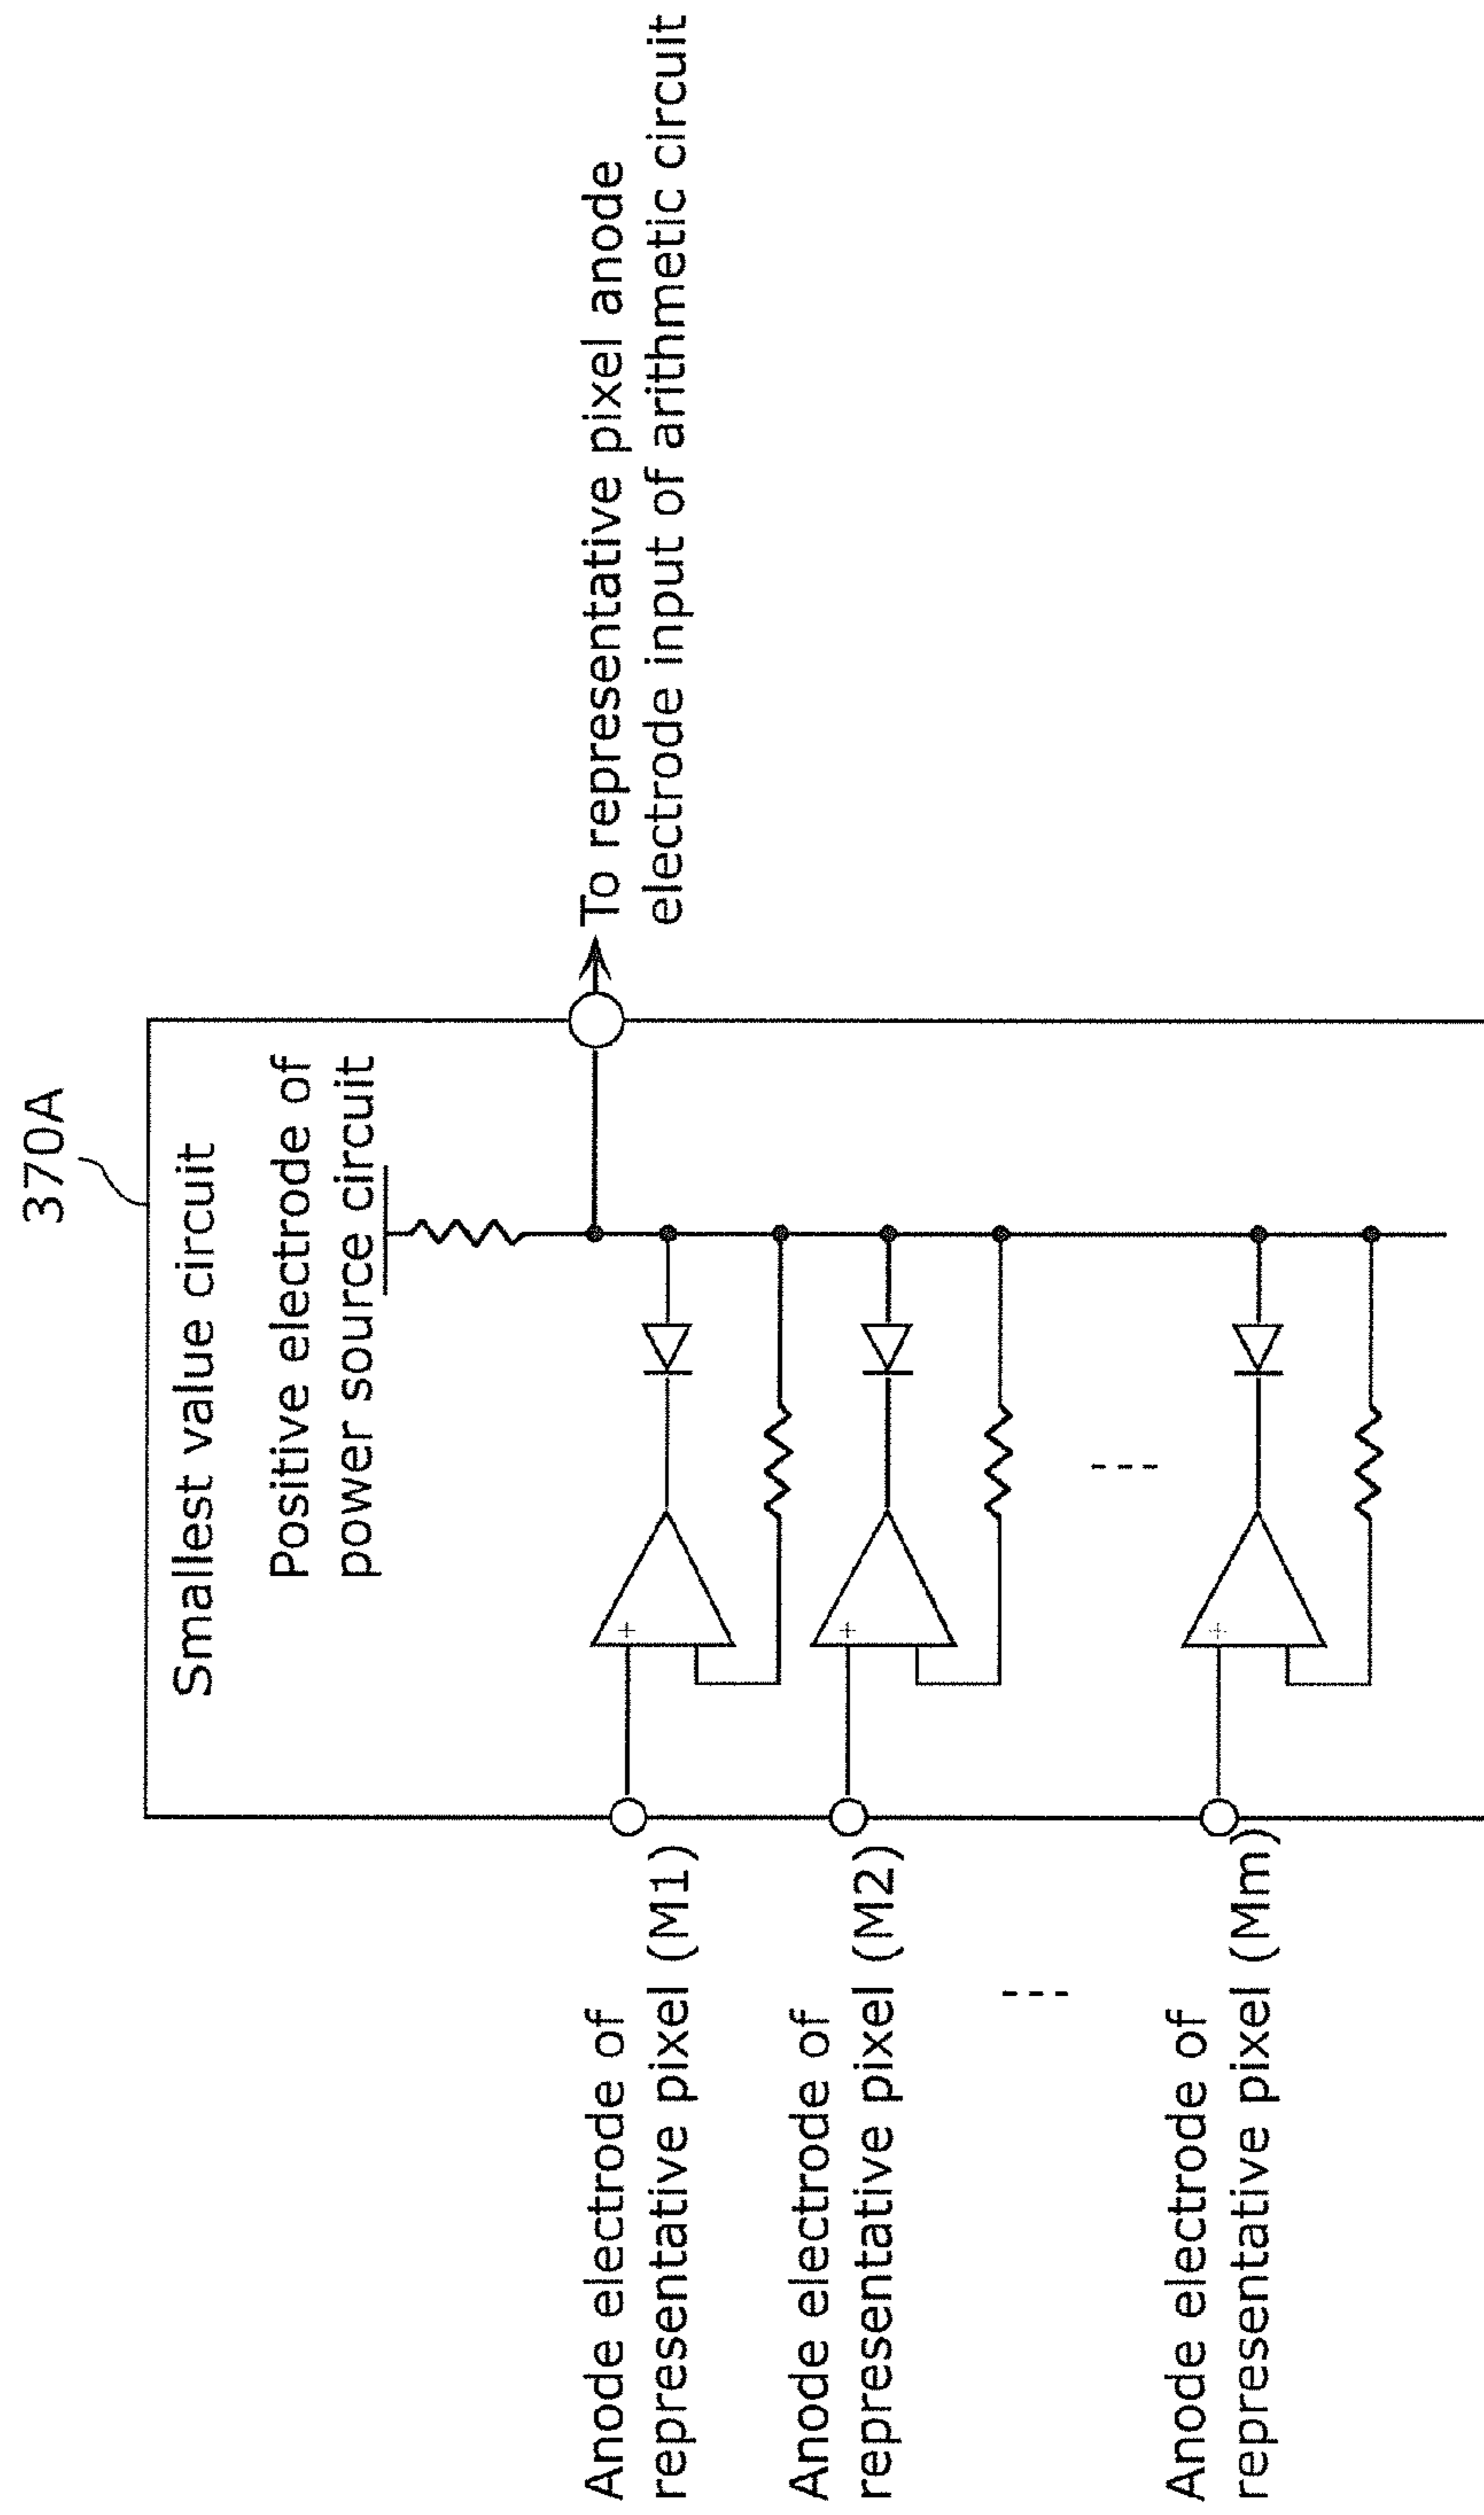 370A
Smallest value circuit
Positive electrode of
power source circuit
To representative pixel anode
electrode input of arithmetic circuit
Anode electrode of
representative pixel (M1)
+
Anode electrode of
representative pixel (M2)
+
---
---
Anode electrode of
representative pixel (Mm)
+